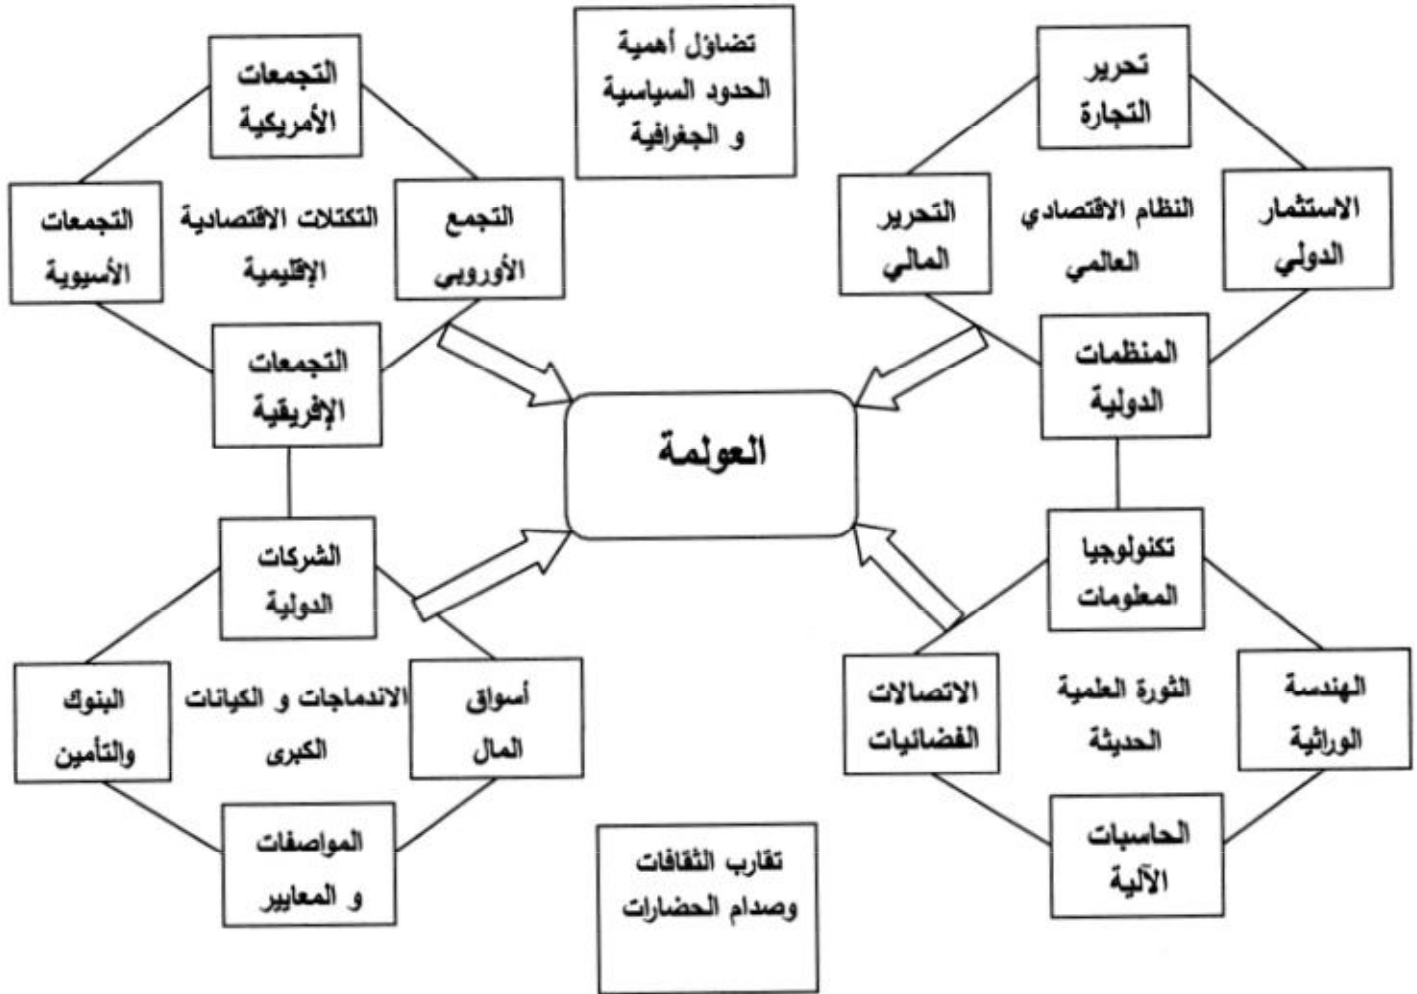 تضاؤل أهمية
الحدود السياسية
و الجغرافية
تحرير
التجارة
الاستثمار
الدولي
النظام الاقتصادي
العالمي
التحرير
المالي
المنظمات
الدولية
التجمعات
الأمريكية
التجمع
الأوروبي
التكتلات الاقتصادية
الإقليمية
التجمعات
الأسيوية
التجمعات
الإفريقية
العولمة
تكنولوجيا
المعلومات
الهندسة
الوراثية
الثورة العلمية
الحديثة
الاتصالات
الفضائيات
الحاسبات
الآلية
الشركات
الدولية
أسواق
المال
الاندماجات و الكيانات
الكبرى
البنوك
والتأمين
المواصفات
و المعايير
تقارب الثقافات
وصدام الحضارات